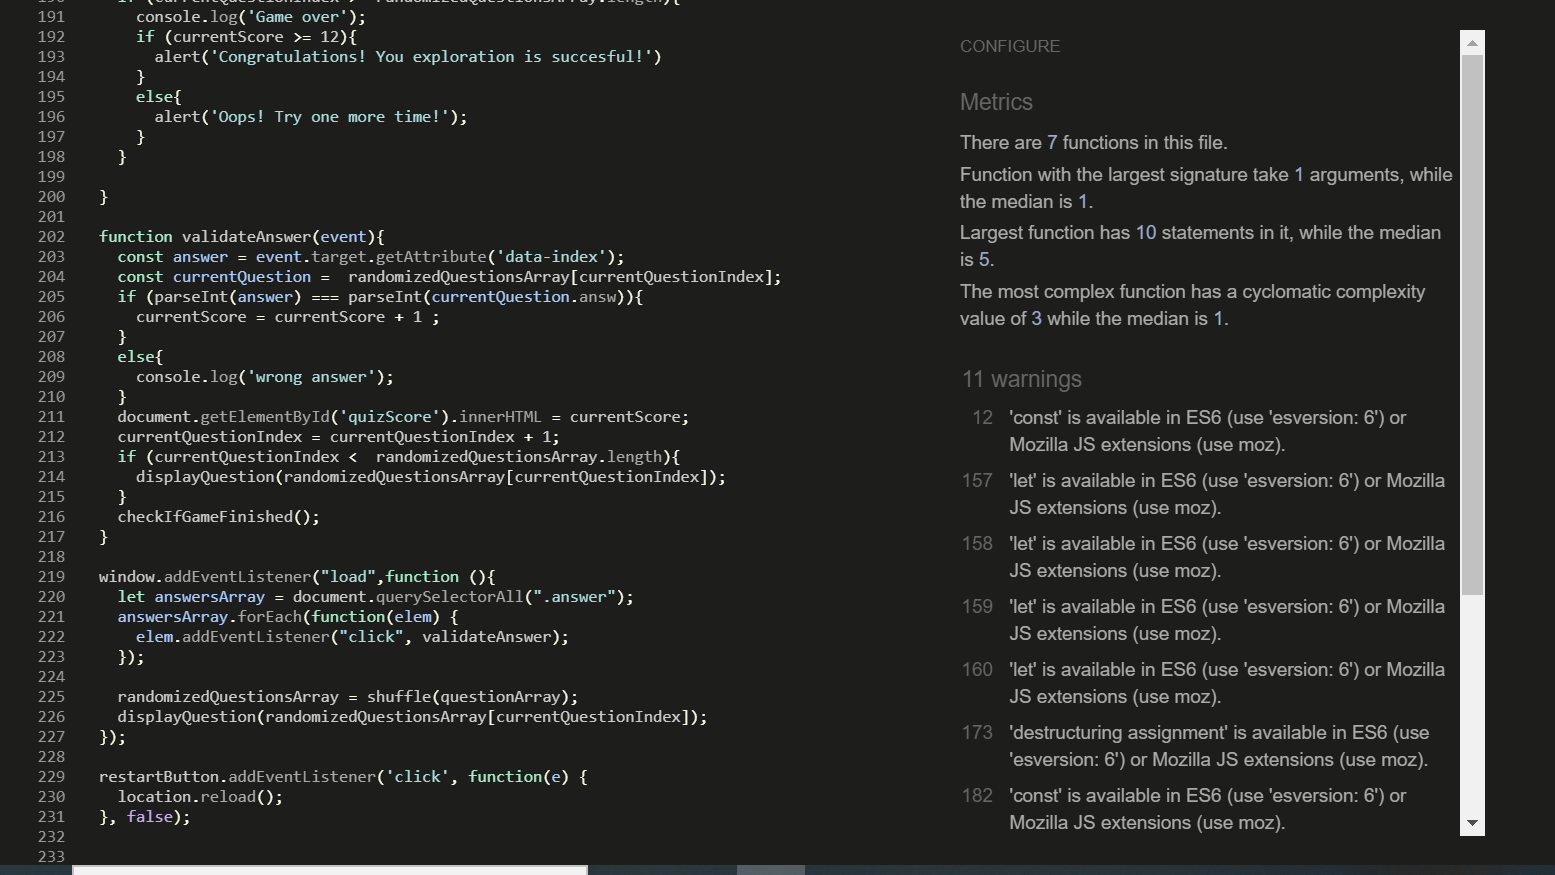 191 console.log('Game over');
192 if (currentScore >= 12){
193 alert('Congratulations! You exploration is succesful!')
194 }
195 else{
196 alert('Oops! Try one more time!');
197 }
198 }
199
200 }
201
202 function validateAnswer(event){
203 const answer = event.target.getAttribute('data-index');
204 const currentQuestion =  randomizedQuestionsArray[currentQuestionIndex];
205 if (parseInt(answer) === parseInt(currentQuestion.answ)){
206 currentScore = currentScore + 1 ;
207 }
208 else{
209 console.log('wrong answer');
210 }
211 document.getElementById('quizScore').innerHTML = currentScore;
212 currentQuestionIndex = currentQuestionIndex + 1;
213 if (currentQuestionIndex <  randomizedQuestionsArray.length){
214 displayQuestion(randomizedQuestionsArray[currentQuestionIndex]);
215 }
216 checkIfGameFinished();
217 }
218
219 window.addEventListener("load",function (){
220 let answersArray = document.querySelectorAll(".answer");
221 answersArray.forEach(function(elem) {
222 elem.addEventListener("click", validateAnswer);
223 });
224
225 randomizedQuestionsArray = shuffle(questionArray);
226 displayQuestion(randomizedQuestionsArray[currentQuestionIndex]);
227 });
228
229 restartButton.addEventListener('click', function(e) {
230 location.reload();
231 }, false);
232
233
CONFIGURE
Metrics
There are 7 functions in this file.
Function with the largest signature take 1 arguments, while
the median is 1.
Largest function has 10 statements in it, while the median
is 5.
The most complex function has a cyclomatic complexity
value of 3 while the median is 1.
11 warnings
12 'const' is available in ES6 (use 'esversion: 6') or
Mozilla JS extensions (use moz).
157 'let' is available in ES6 (use 'esversion: 6') or Mozilla
JS extensions (use moz).
158 'let' is available in ES6 (use 'esversion: 6') or Mozilla
JS extensions (use moz).
159 'let' is available in ES6 (use 'esversion: 6') or Mozilla
JS extensions (use moz).
160 'let' is available in ES6 (use 'esversion: 6') or Mozilla
JS extensions (use moz).
173 'destructuring assignment' is available in ES6 (use
'esversion: 6') or Mozilla JS extensions (use moz).
182 'const' is available in ES6 (use 'esversion: 6') or
Mozilla JS extensions (use moz).